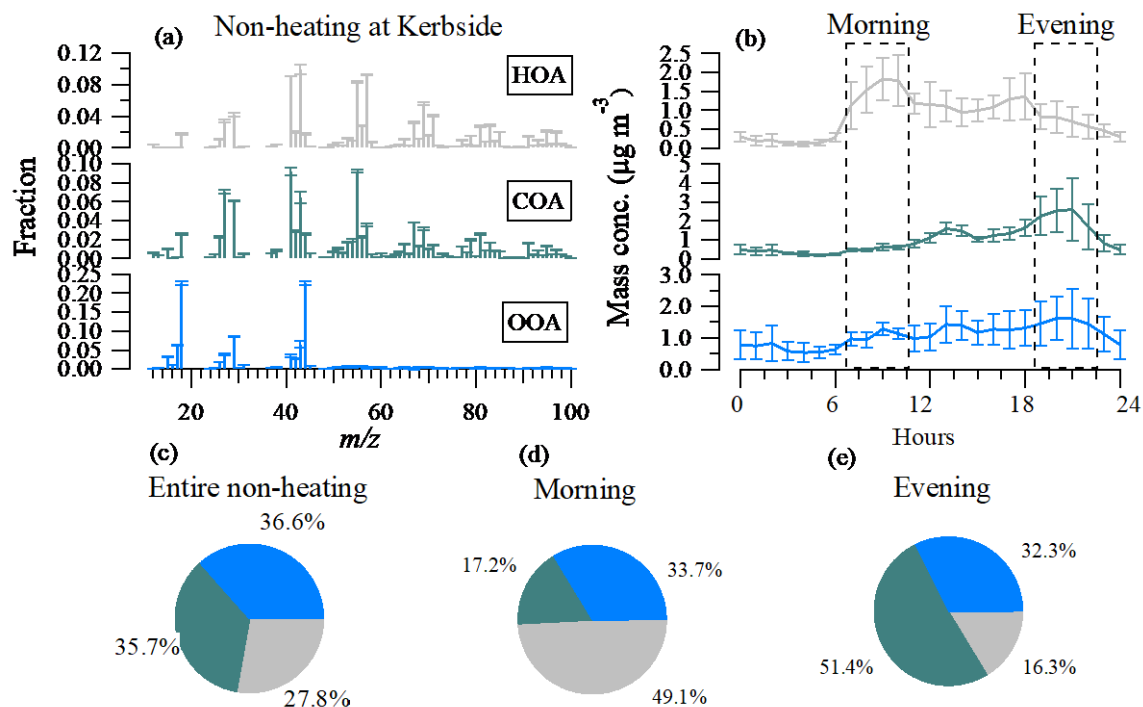 Non-heating at Kerbside
(a)
0.12
0.08
0.04
0.00
HOA
0.10
0.08
0.06
0.04
0.02
0.00
COA
0.25
0.20
0.15
0.10
0.05
0.00
OOA
Fraction
20
40
60
80
100
m/z
Morning
Evening
(b)
2.5
2.0
1.5
1.0
0.5
0.0
5
4
3
2
1
0
3.0
2.0
1.0
0.0
Mass conc. (μg m⁻³)
0
6
12
18
24
Hours
(c)
Entire non-heating
36.6%
35.7%
27.8%
(d)
Morning
17.2%
33.7%
49.1%
(e)
Evening
32.3%
51.4%
16.3%